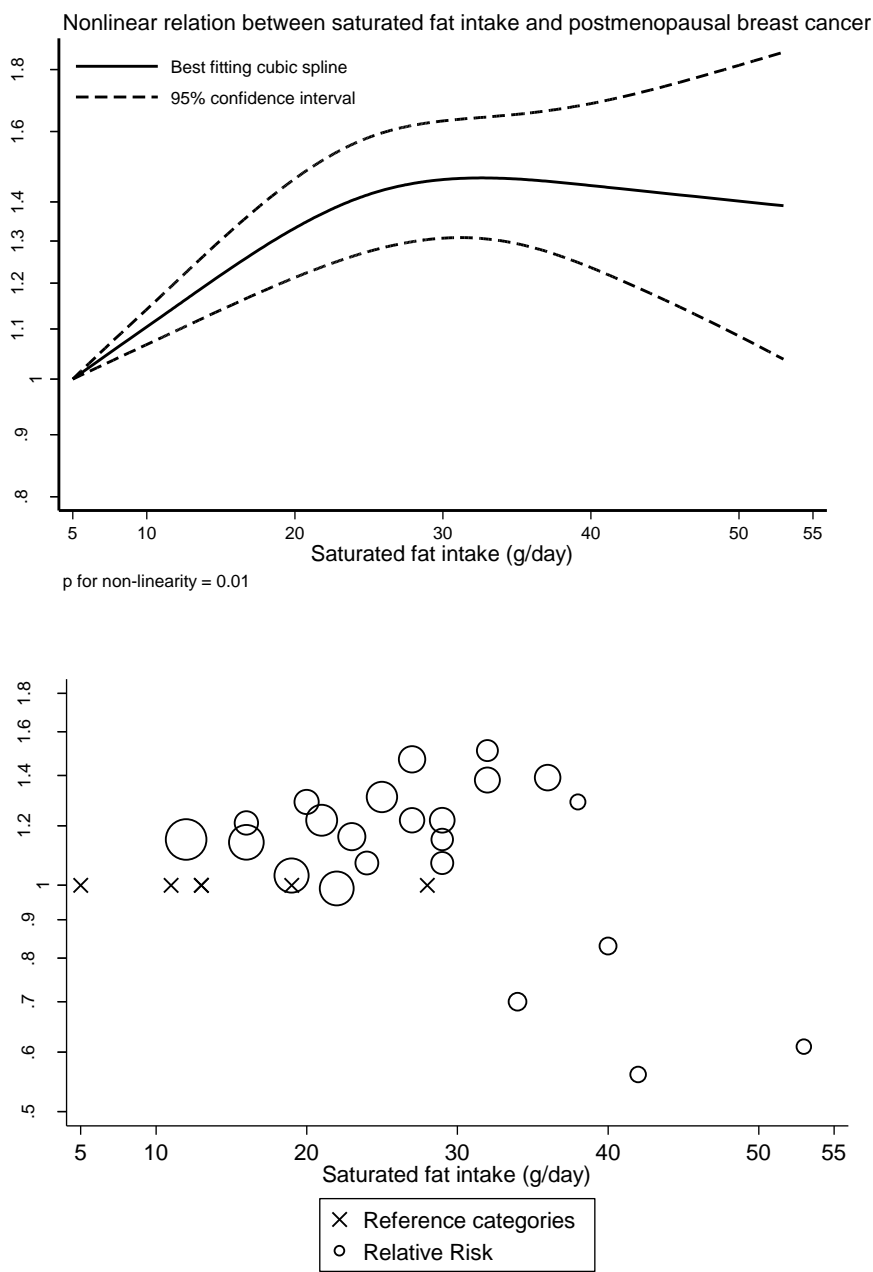 Nonlinear relation between saturated fat intake and postmenopausal breast cancer
Best fitting cubic spline
95% confidence interval
1.8
1.6
1.4
1.3
1.2
1.1
1
.9
.8
5 10 20 30 40 50 55
Saturated fat intake (g/day)
p for non-linearity = 0.01
1.8
1.6
1.4
1.2
1
.9
.8
.7
.6
.5
5 10 20 30 40 50 55
Saturated fat intake (g/day)
Reference categories
Relative Risk